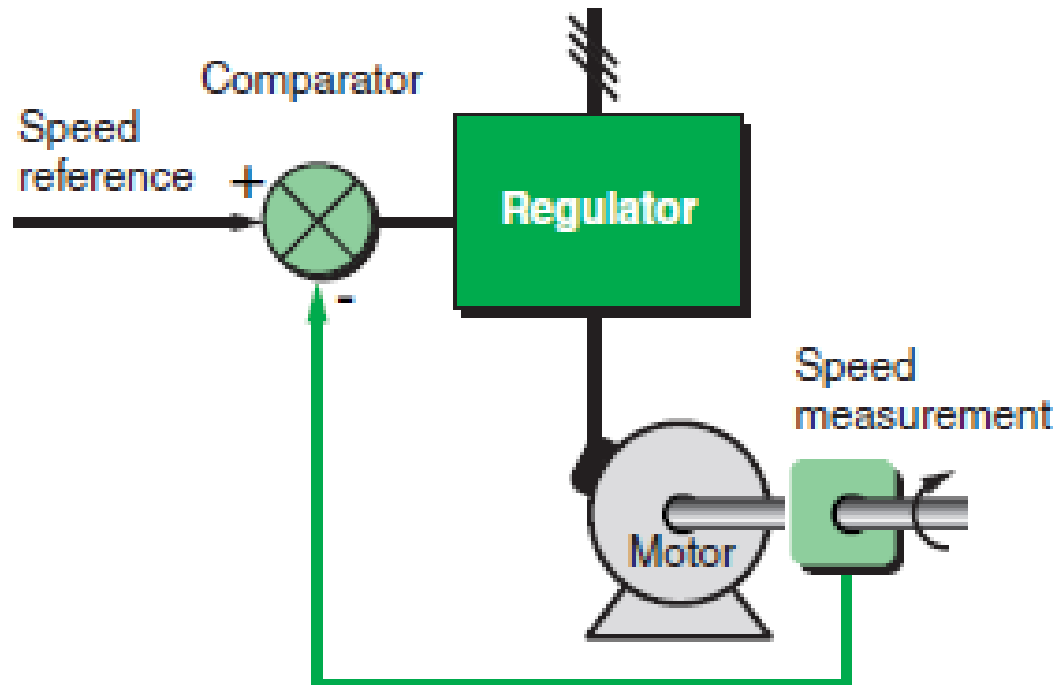 Comparator
Speed
reference
+
Regulator
-
Speed
measurement
Motor